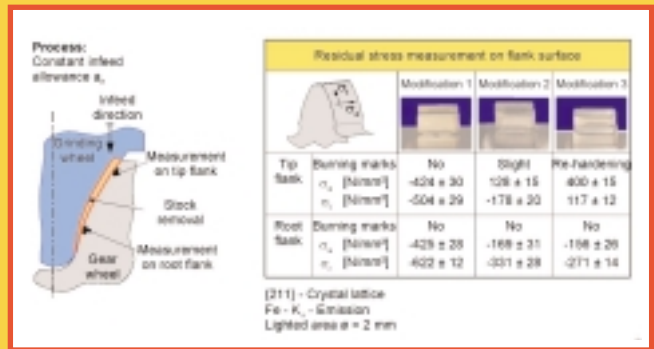 Process:
Constant infeed
allowance aₑ
Infeed
direction
Grinding
wheel
Measurement
on tip flank
Stock
removal
Measurement
on root flank
Gear
wheel
Residual stress measurement on flank surface
Modification 1 Modification 2 Modification 3
Tip flank Burning marks No Slight Re-hardening
[N/mm²] -424 ± 30 128 ± 15 400 ± 15
[N/mm²] -504 ± 29 -178 ± 20 117 ± 12
Root flank Burning marks No No No
[N/mm²] -425 ± 28 -169 ± 31 -156 ± 26
[N/mm²] -622 ± 12 -331 ± 28 -271 ± 14
{211} - Crystal lattice
Fe - K - Emission
Lighted area ø = 2 mm